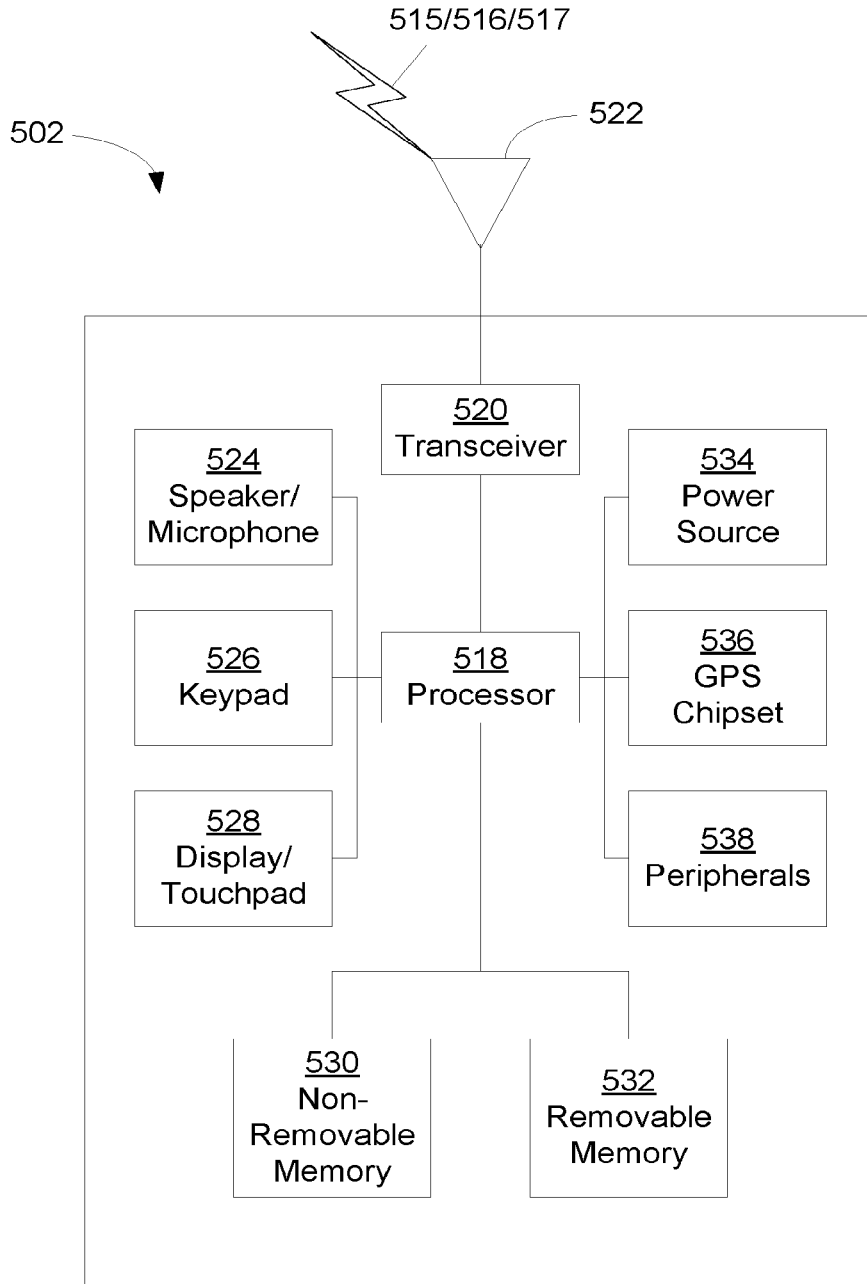 515/516/517
522
502
520
Transceiver
524
Speaker/
Microphone
534
Power
Source
526
Keypad
518
Processor
536
GPS
Chipset
528
Display/
Touchpad
538
Peripherals
530
Non-
Removable
Memory
532
Removable
Memory